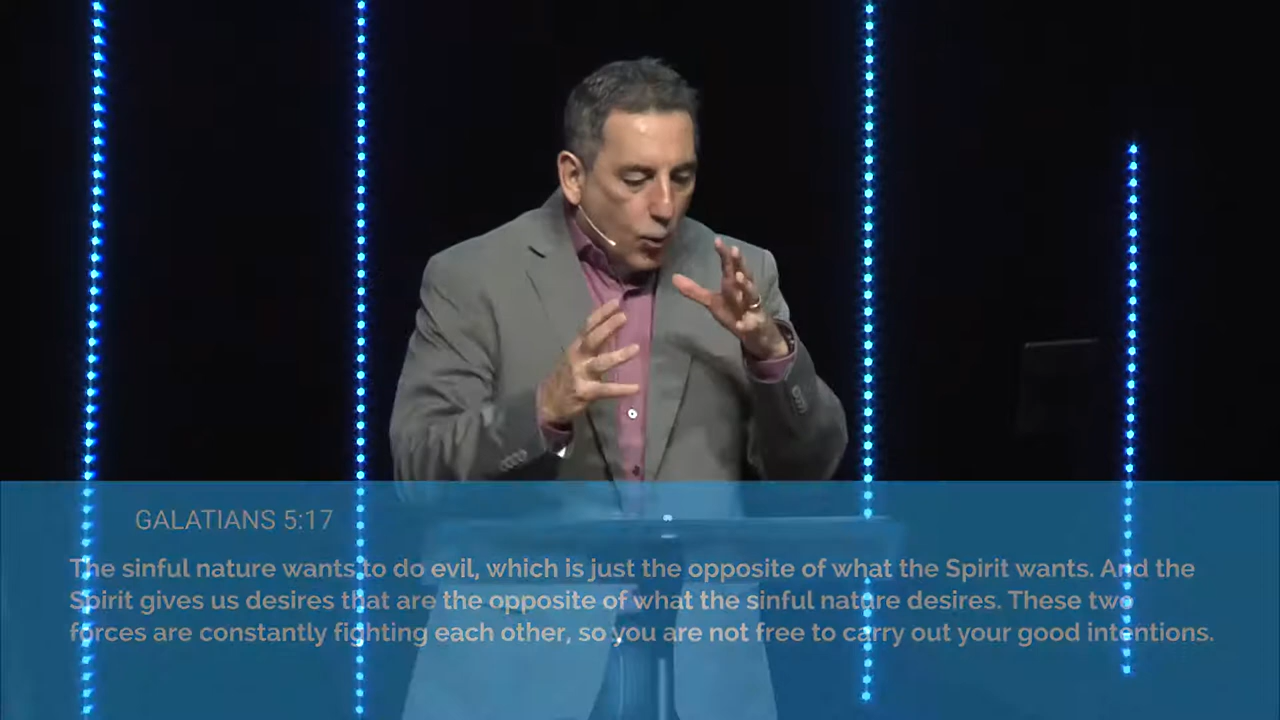 GALATIANS 5:17
The sinful nature wants to do evil, which is just the opposite of what the Spirit wants. And the
Spirit gives us desires that are the opposite of what the sinful nature desires. These two
forces are constantly fighting each other, so you are not free to carry out your good intentions.